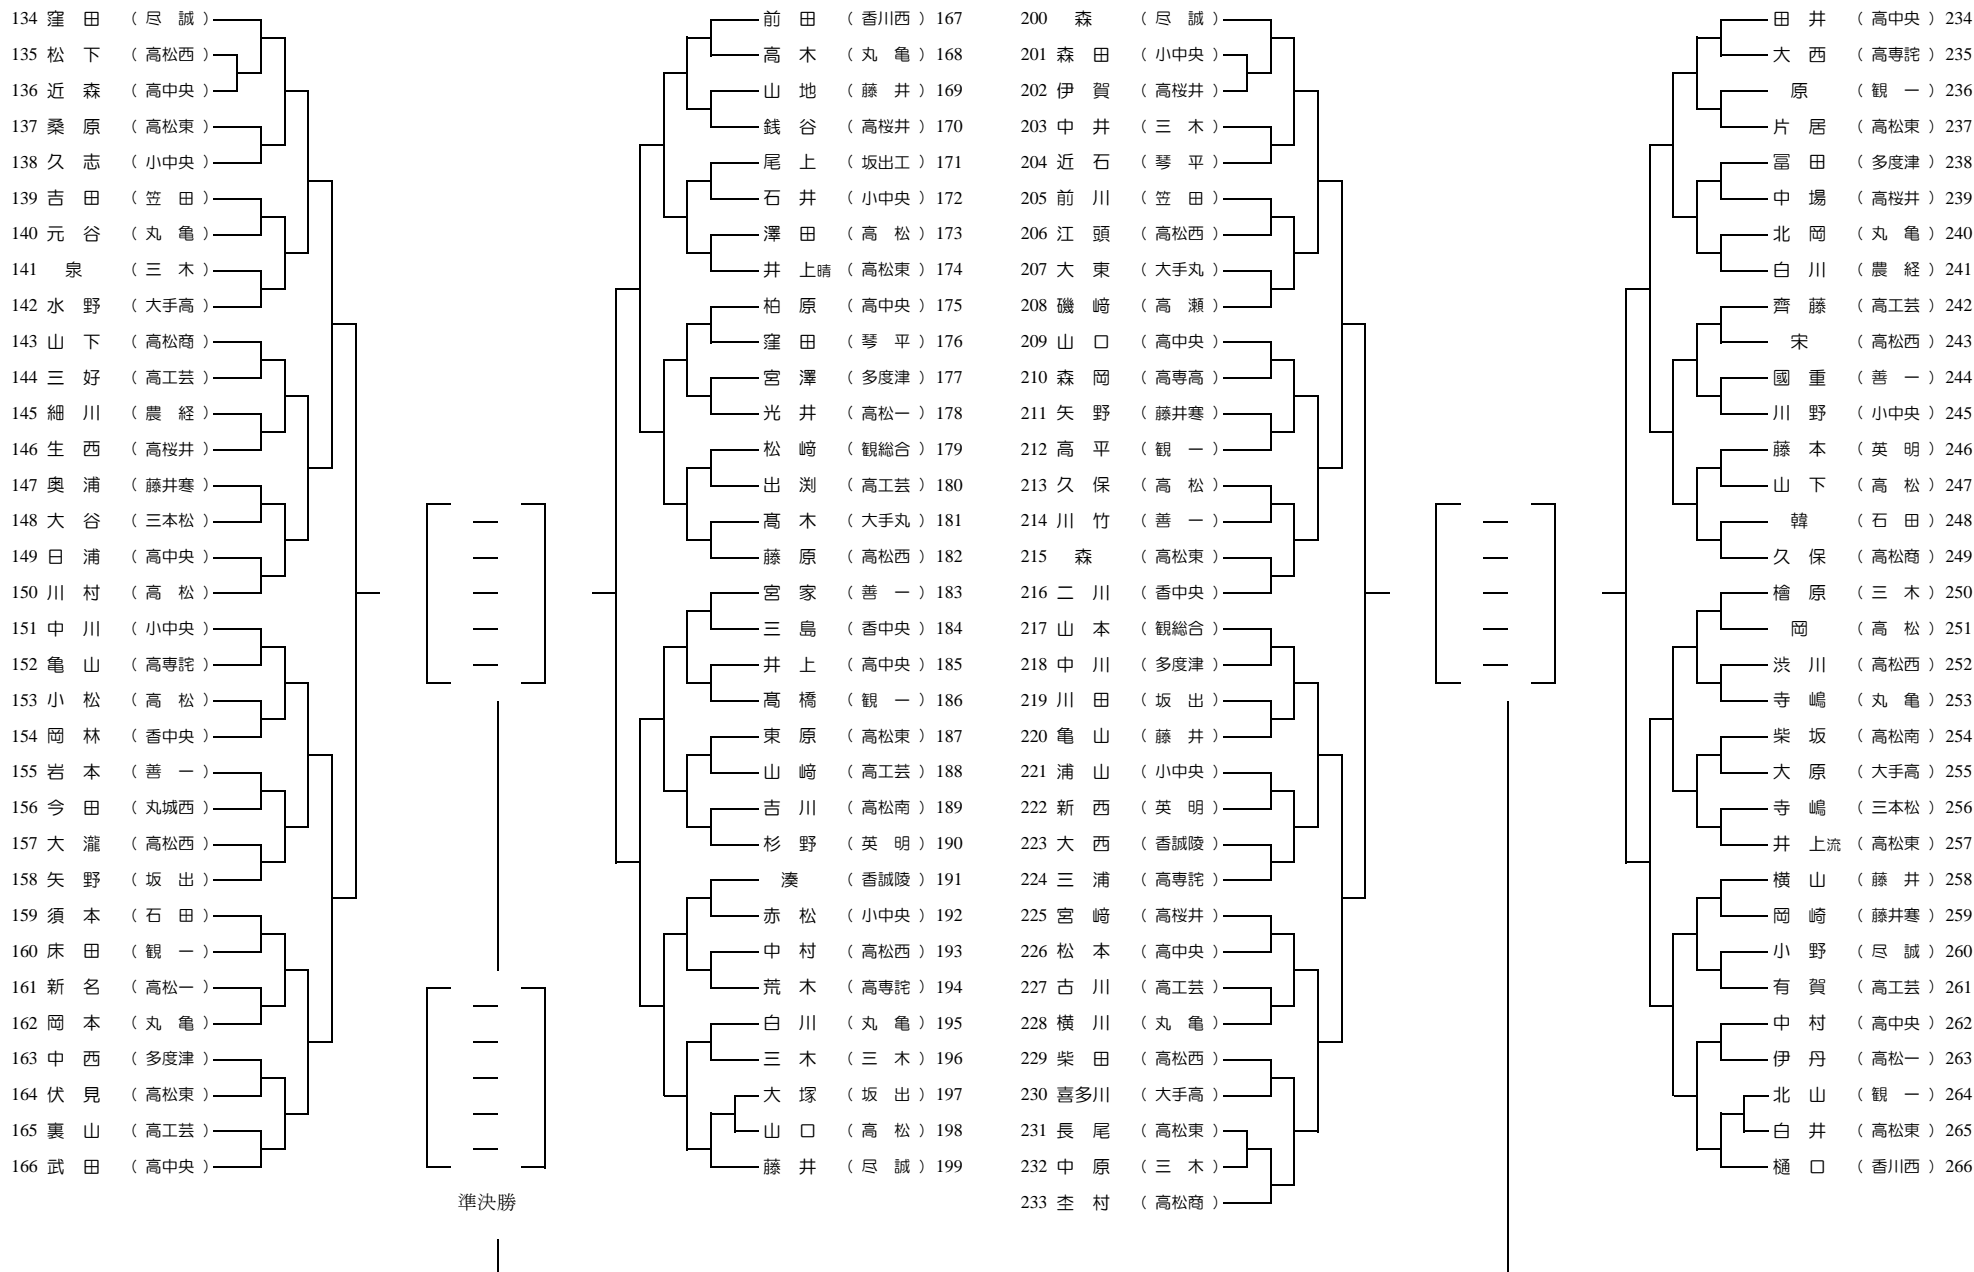 134 窪 田 ( 尽 誠 )
135 松 下 ( 高松西 )
136 近 森 ( 高中央 )
137 桑 原 ( 高松東 )
138 久 志 ( 小中央 )
139 吉 田 ( 笠 田 )
140 元 谷 ( 丸 亀 )
141 泉 ( 三 木 )
142 水 野 ( 大手高 )
143 山 下 ( 高松商 )
144 三 好 ( 高工芸 )
145 細 川 ( 農 経 )
146 生 西 ( 高桜井 )
147 奥 浦 ( 藤井寒 )
148 大 谷 ( 三本松 )
149 日 浦 ( 高中央 )
150 川 村 ( 高 松 )
151 中 川 ( 小中央 )
152 亀 山 ( 高専詫 )
153 小 松 ( 高 松 )
154 岡 林 ( 香中央 )
155 岩 本 ( 善 一 )
156 今 田 ( 丸城西 )
157 大 瀧 ( 高松西 )
158 矢 野 ( 坂 出 )
159 須 本 ( 石 田 )
160 床 田 ( 観 一 )
161 新 名 ( 高松一 )
162 岡 本 ( 丸 亀 )
163 中 西 ( 多度津 )
164 伏 見 ( 高松東 )
165 裏 山 ( 高工芸 )
166 武 田 ( 高中央 )
準決勝
前 田 ( 香川西 ) 167
高 木 ( 丸 亀 ) 168
山 地 ( 藤 井 ) 169
銭 谷 ( 高桜井 ) 170
尾 上 ( 坂出工 ) 171
石 井 ( 小中央 ) 172
澤 田 ( 高 松 ) 173
井 上晴 ( 高松東 ) 174
柏 原 ( 高中央 ) 175
窪 田 ( 琴 平 ) 176
宮 澤 ( 多度津 ) 177
光 井 ( 高松一 ) 178
松 﨑 ( 観総合 ) 179
出 渕 ( 高工芸 ) 180
髙 木 ( 大手丸 ) 181
藤 原 ( 高松西 ) 182
宮 家 ( 善 一 ) 183
三 島 ( 香中央 ) 184
井 上 ( 高中央 ) 185
髙 橋 ( 観 一 ) 186
東 原 ( 高松東 ) 187
山 﨑 ( 高工芸 ) 188
吉 川 ( 高松南 ) 189
杉 野 ( 英 明 ) 190
湊 ( 香誠陵 ) 191
赤 松 ( 小中央 ) 192
中 村 ( 高松西 ) 193
荒 木 ( 高専詫 ) 194
白 川 ( 丸 亀 ) 195
三 木 ( 三 木 ) 196
大 塚 ( 坂 出 ) 197
山 口 ( 高 松 ) 198
藤 井 ( 尽 誠 ) 199
200 森 ( 尽 誠 )
201 森 田 ( 小中央 )
202 伊 賀 ( 高桜井 )
203 中 井 ( 三 木 )
204 近 石 ( 琴 平 )
205 前 川 ( 笠 田 )
206 江 頭 ( 高松西 )
207 大 東 ( 大手丸 )
208 磯 﨑 ( 高 瀬 )
209 山 口 ( 高中央 )
210 森 岡 ( 高専高 )
211 矢 野 ( 藤井寒 )
212 高 平 ( 観 一 )
213 久 保 ( 高 松 )
214 川 竹 ( 善 一 )
215 森 ( 高松東 )
216 二 川 ( 香中央 )
217 山 本 ( 観総合 )
218 中 川 ( 多度津 )
219 川 田 ( 坂 出 )
220 亀 山 ( 藤 井 )
221 浦 山 ( 小中央 )
222 新 西 ( 英 明 )
223 大 西 ( 香誠陵 )
224 三 浦 ( 高専詫 )
225 宮 﨑 ( 高桜井 )
226 松 本 ( 高中央 )
227 古 川 ( 高工芸 )
228 横 川 ( 丸 亀 )
229 柴 田 ( 高松西 )
230 喜多川 ( 大手高 )
231 長 尾 ( 高松東 )
232 中 原 ( 三 木 )
233 杢 村 ( 高松商 )
田 井 ( 高中央 ) 234
大 西 ( 高専詫 ) 235
原 ( 観 一 ) 236
片 居 ( 高松東 ) 237
冨 田 ( 多度津 ) 238
中 場 ( 高桜井 ) 239
北 岡 ( 丸 亀 ) 240
白 川 ( 農 経 ) 241
齊 藤 ( 高工芸 ) 242
宋 ( 高松西 ) 243
國 重 ( 善 一 ) 244
川 野 ( 小中央 ) 245
藤 本 ( 英 明 ) 246
山 下 ( 高 松 ) 247
韓 ( 石 田 ) 248
久 保 ( 高松商 ) 249
檜 原 ( 三 木 ) 250
岡 ( 高 松 ) 251
渋 川 ( 高松西 ) 252
寺 嶋 ( 丸 亀 ) 253
柴 坂 ( 高松南 ) 254
大 原 ( 大手高 ) 255
寺 嶋 ( 三本松 ) 256
井 上流 ( 高松東 ) 257
横 山 ( 藤 井 ) 258
岡 崎 ( 藤井寒 ) 259
小 野 ( 尽 誠 ) 260
有 賀 ( 高工芸 ) 261
中 村 ( 高中央 ) 262
伊 丹 ( 高松一 ) 263
北 山 ( 観 一 ) 264
白 井 ( 高松東 ) 265
樋 口 ( 香川西 ) 266